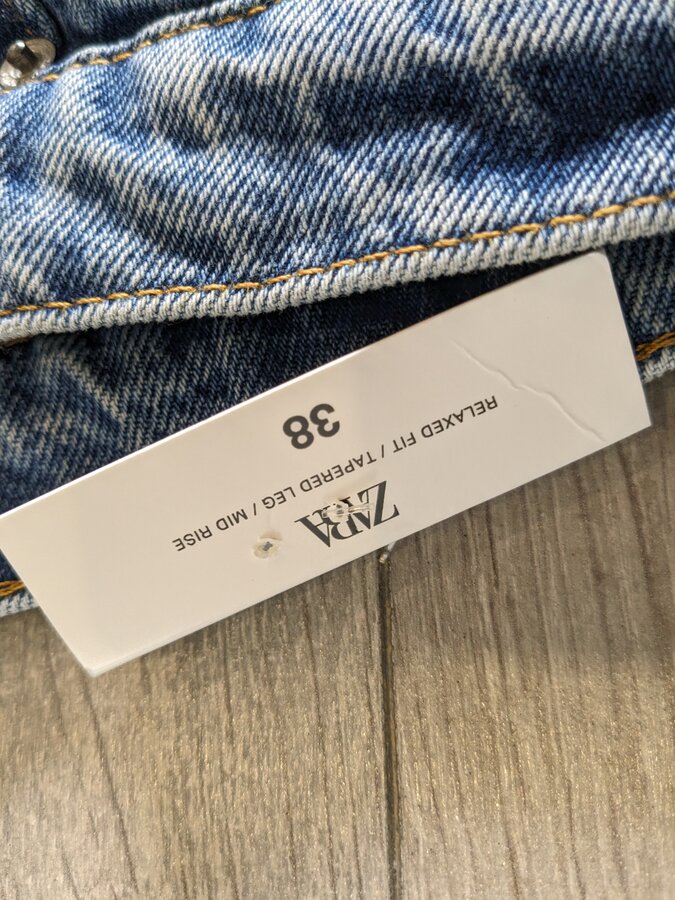 ZARA
RELAXED FIT / TAPERED LEG / MID RISE
38